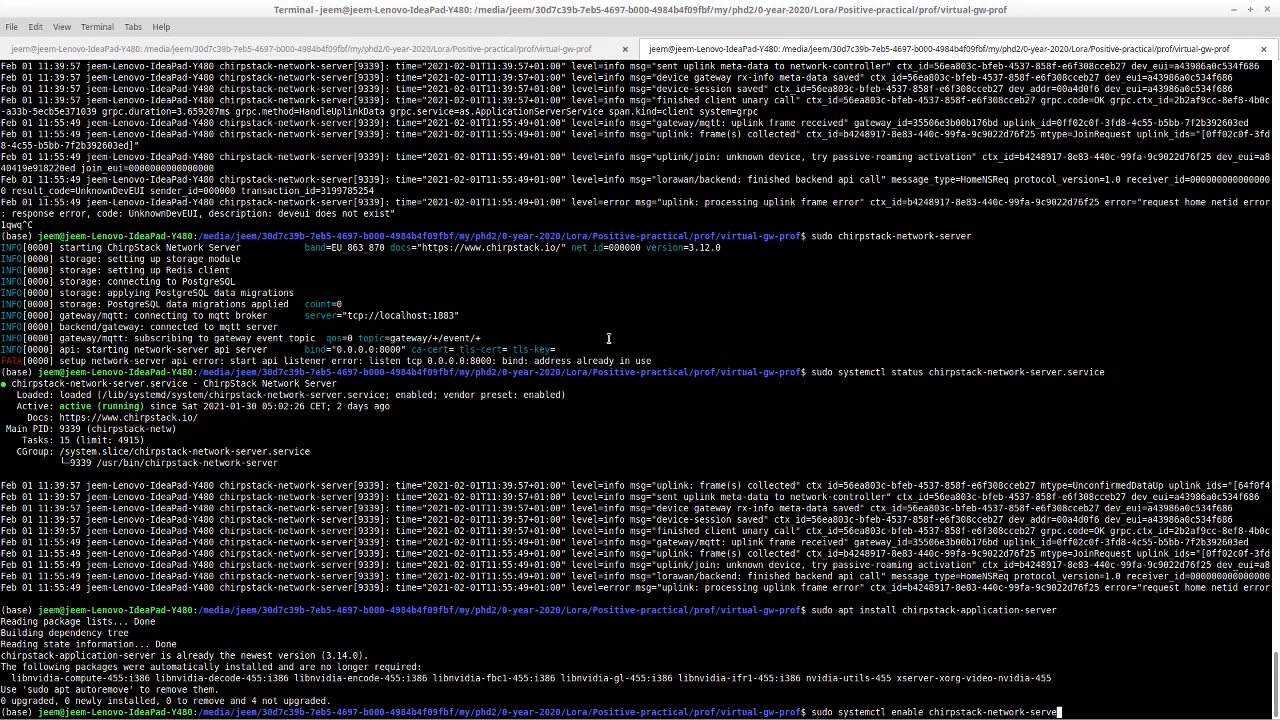 Terminal - jeem@jeem-Lenovo-IdeaPad-Y480: /media/jeem/30d7c39b-7eb5-4697-b000-4984b4f09fbf/my/phd2/0-year-2020/Lora/Positive-practical/prof/virtual-gw-prof
File Edit View Terminal Tabs Help
jeem@jeem-Lenovo-IdeaPad-Y480: /media/jeem/30d7c39b-7eb5-4697-b000-4984b4f09fbf/my/phd2/0-year-2020/Lora/Positive-practical/prof/virtual-gw-prof
jeem@jeem-Lenovo-IdeaPad-Y480: /media/jeem/30d7c39b-7eb5-4697-b000-4984b4f09fbf/my/phd2/0-year-2020/Lora/Positive-practical/prof/virtual-gw-prof
Feb 01 11:39:57 jeem-Lenovo-IdeaPad-Y480 chirpstack-network-server[9339]: time="2021-02-01T11:39:57+01:00" level=info msg="sent uplink meta-data to network-controller" ctx_id=56ea803c-bfeb-4537-858f-e6f308cceb27 dev_eui=a43986a0c534f686
Feb 01 11:39:57 jeem-Lenovo-IdeaPad-Y480 chirpstack-network-server[9339]: time="2021-02-01T11:39:57+01:00" level=info msg="device gateway rx-info meta-data saved" ctx_id=56ea803c-bfeb-4537-858f-e6f308cceb27 dev_eui=a43986a0c534f686
Feb 01 11:39:57 jeem-Lenovo-IdeaPad-Y480 chirpstack-network-server[9339]: time="2021-02-01T11:39:57+01:00" level=info msg="device-session saved" ctx_id=56ea803c-bfeb-4537-858f-e6f308cceb27 dev_addr=00a4d0f6 dev_eui=a43986a0c534f686
Feb 01 11:39:57 jeem-Lenovo-IdeaPad-Y480 chirpstack-network-server[9339]: time="2021-02-01T11:39:57+01:00" level=info msg="finished client unary call" ctx_id=56ea803c-bfeb-4537-858f-e6f308cceb27 grpc.code=OK grpc.ctx_id=2b2af9cc-8ef8-4b0c
-a33b-5ecb5e371039 grpc.duration=3.659207ms grpc.method=HandleUplinkData grpc.service=as.ApplicationServerService span.kind=client system=grpc
Feb 01 11:55:49 jeem-Lenovo-IdeaPad-Y480 chirpstack-network-server[9339]: time="2021-02-01T11:55:49+01:00" level=info msg="gateway/mqtt: uplink frame received" gateway_id=35506eeb00b176bd uplink_id=0ff02c0f-3fd8-4c55-b5bb-7f2b392603ed
Feb 01 11:55:49 jeem-Lenovo-IdeaPad-Y480 chirpstack-network-server[9339]: time="2021-02-01T11:55:49+01:00" level=info msg="uplink: frame(s) collected" ctx_id=b4248917-8e83-440c-99fa-9c9022d76f25 mtype=JoinRequest uplink_ids="[0ff02c0f-3fd
8-4c55-b5bb-7f2b392603ed]"
Feb 01 11:55:49 jeem-Lenovo-IdeaPad-Y480 chirpstack-network-server[9339]: time="2021-02-01T11:55:49+01:00" level=info msg="uplink/join: unknown device, try passive-roaming activation" ctx_id=b4248917-8e83-440c-99fa-9c9022d76f25 dev_eui=a8
40419e918220ed join_eui=0000000000000000
Feb 01 11:55:49 jeem-Lenovo-IdeaPad-Y480 chirpstack-network-server[9339]: time="2021-02-01T11:55:49+01:00" level=info msg="lorawan/backend: finished backend api call" message_type=HomeNSReq protocol_version=1.0 receiver_id=000000000000000
0 result_code=UnknownDevEUI sender_id=000000 transaction_id=3199785254
Feb 01 11:55:49 jeem-Lenovo-IdeaPad-Y480 chirpstack-network-server[9339]: time="2021-02-01T11:55:49+01:00" level=error msg="uplink: processing uplink frame error" ctx_id=b4248917-8e83-440c-99fa-9c9022d76f25 error="request home netid error
: response error, code: UnknownDevEUI, description: deveui does not exist"
1qwq^C
(base) jeem@jeem-Lenovo-IdeaPad-Y480:/media/jeem/30d7c39b-7eb5-4697-b000-4984b4f09fbf/my/phd2/0-year-2020/Lora/Positive-practical/prof/virtual-gw-prof$ sudo chirpstack-network-server
INFO[0000] starting ChirpStack Network Server band=EU_863_870 docs="https://www.chirpstack.io/" net_id=000000 version=3.12.0
INFO[0000] storage: setting up storage module
INFO[0000] storage: setting up Redis client
INFO[0000] storage: connecting to PostgreSQL
INFO[0000] storage: applying PostgreSQL data migrations
INFO[0000] storage: PostgreSQL data migrations applied count=0
INFO[0000] gateway/mqtt: connecting to mqtt broker server="tcp://localhost:1883"
INFO[0000] backend/gateway: connected to mqtt server
INFO[0000] gateway/mqtt: subscribing to gateway event topic qos=0 topic=gateway/+/event/+
INFO[0000] api: starting network-server api server bind="0.0.0.0:8000" ca-cert= tls-cert= tls-key=
FATA[0000] setup network-server api error: start api listener error: listen tcp 0.0.0.0:8000: bind: address already in use
(base) jeem@jeem-Lenovo-IdeaPad-Y480:/media/jeem/30d7c39b-7eb5-4697-b000-4984b4f09fbf/my/phd2/0-year-2020/Lora/Positive-practical/prof/virtual-gw-prof$ sudo systemctl status chirpstack-network-server.service
● chirpstack-network-server.service - ChirpStack Network Server
Loaded: loaded (/lib/systemd/system/chirpstack-network-server.service; enabled; vendor preset: enabled)
Active: active (running) since Sat 2021-01-30 05:02:26 CET; 2 days ago
Docs: https://www.chirpstack.io/
Main PID: 9339 (chirpstack-netw)
Tasks: 15 (limit: 4915)
CGroup: /system.slice/chirpstack-network-server.service
└─9339 /usr/bin/chirpstack-network-server
Feb 01 11:39:57 jeem-Lenovo-IdeaPad-Y480 chirpstack-network-server[9339]: time="2021-02-01T11:39:57+01:00" level=info msg="uplink: frame(s) collected" ctx_id=56ea803c-bfeb-4537-858f-e6f308cceb27 mtype=UnconfirmedDataUp uplink_ids="[64f0f4
Feb 01 11:39:57 jeem-Lenovo-IdeaPad-Y480 chirpstack-network-server[9339]: time="2021-02-01T11:39:57+01:00" level=info msg="sent uplink meta-data to network-controller" ctx_id=56ea803c-bfeb-4537-858f-e6f308cceb27 dev_eui=a43986a0c534f686
Feb 01 11:39:57 jeem-Lenovo-IdeaPad-Y480 chirpstack-network-server[9339]: time="2021-02-01T11:39:57+01:00" level=info msg="device gateway rx-info meta-data saved" ctx_id=56ea803c-bfeb-4537-858f-e6f308cceb27 dev_eui=a43986a0c534f686
Feb 01 11:39:57 jeem-Lenovo-IdeaPad-Y480 chirpstack-network-server[9339]: time="2021-02-01T11:39:57+01:00" level=info msg="device-session saved" ctx_id=56ea803c-bfeb-4537-858f-e6f308cceb27 dev_addr=00a4d0f6 dev_eui=a43986a0c534f686
Feb 01 11:39:57 jeem-Lenovo-IdeaPad-Y480 chirpstack-network-server[9339]: time="2021-02-01T11:39:57+01:00" level=info msg="finished client unary call" ctx_id=56ea803c-bfeb-4537-858f-e6f308cceb27 grpc.code=OK grpc.ctx_id=2b2af9cc-8ef8-4b0c
Feb 01 11:55:49 jeem-Lenovo-IdeaPad-Y480 chirpstack-network-server[9339]: time="2021-02-01T11:55:49+01:00" level=info msg="gateway/mqtt: uplink frame received" gateway_id=35506eeb00b176bd uplink_id=0ff02c0f-3fd8-4c55-b5bb-7f2b392603ed
Feb 01 11:55:49 jeem-Lenovo-IdeaPad-Y480 chirpstack-network-server[9339]: time="2021-02-01T11:55:49+01:00" level=info msg="uplink: frame(s) collected" ctx_id=b4248917-8e83-440c-99fa-9c9022d76f25 mtype=JoinRequest uplink_ids="[0ff02c0f-3fd
Feb 01 11:55:49 jeem-Lenovo-IdeaPad-Y480 chirpstack-network-server[9339]: time="2021-02-01T11:55:49+01:00" level=info msg="uplink/join: unknown device, try passive-roaming activation" ctx_id=b4248917-8e83-440c-99fa-9c9022d76f25 dev_eui=a8
Feb 01 11:55:49 jeem-Lenovo-IdeaPad-Y480 chirpstack-network-server[9339]: time="2021-02-01T11:55:49+01:00" level=info msg="lorawan/backend: finished backend api call" message_type=HomeNSReq protocol_version=1.0 receiver_id=000000000000000
Feb 01 11:55:49 jeem-Lenovo-IdeaPad-Y480 chirpstack-network-server[9339]: time="2021-02-01T11:55:49+01:00" level=error msg="uplink: processing uplink frame error" ctx_id=b4248917-8e83-440c-99fa-9c9022d76f25 error="request home netid error
(base) jeem@jeem-Lenovo-IdeaPad-Y480:/media/jeem/30d7c39b-7eb5-4697-b000-4984b4f09fbf/my/phd2/0-year-2020/Lora/Positive-practical/prof/virtual-gw-prof$ sudo apt install chirpstack-application-server
Reading package lists... Done
Building dependency tree
Reading state information... Done
chirpstack-application-server is already the newest version (3.14.0).
The following packages were automatically installed and are no longer required:
libnvidia-compute-455:i386 libnvidia-decode-455:i386 libnvidia-encode-455:i386 libnvidia-fbc1-455:i386 libnvidia-gl-455:i386 libnvidia-ifr1-455:i386 nvidia-utils-455 xserver-xorg-video-nvidia-455
Use 'sudo apt autoremove' to remove them.
0 upgraded, 0 newly installed, 0 to remove and 4 not upgraded.
(base) jeem@jeem-Lenovo-IdeaPad-Y480:/media/jeem/30d7c39b-7eb5-4697-b000-4984b4f09fbf/my/phd2/0-year-2020/Lora/Positive-practical/prof/virtual-gw-prof$ sudo systemctl enable chirpstack-network-serve